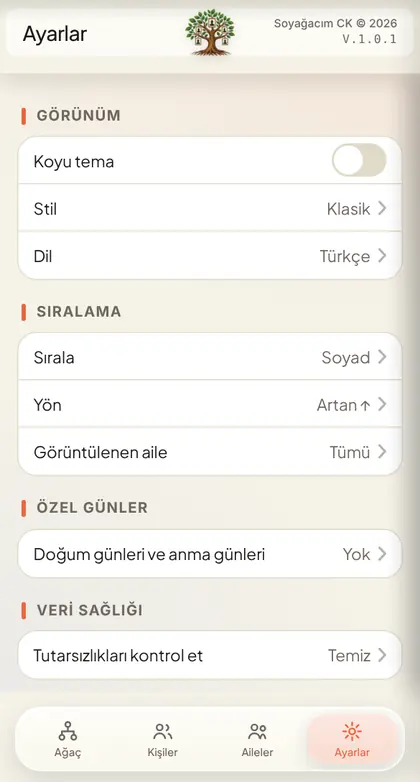 Ayarlar
Soyağacım CK © 2026
V.1.0.1
GÖRÜNÜM
Koyu tema
Stil Klasik
Dil Türkçe
SIRALAMA
Sırala Soyad
Yön Artan ↑
Görüntülenen aile Tümü
ÖZEL GÜNLER
Doğum günleri ve anma günleri Yok
VERİ SAĞLIĞI
Tutarsızlıkları kontrol et Temiz
Ağaç Kişiler Aileler Ayarlar